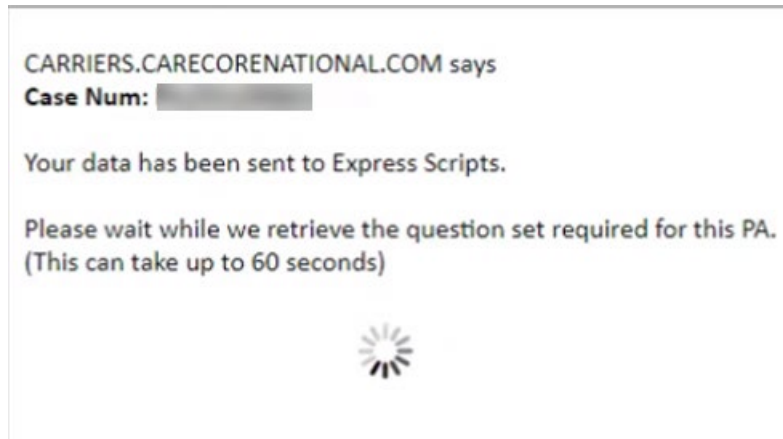 CARRIERS.CARECORENATIONAL.COM says
Case Num:
Your data has been sent to Express Scripts.
Please wait while we retrieve the question set required for this PA.
(This can take up to 60 seconds)